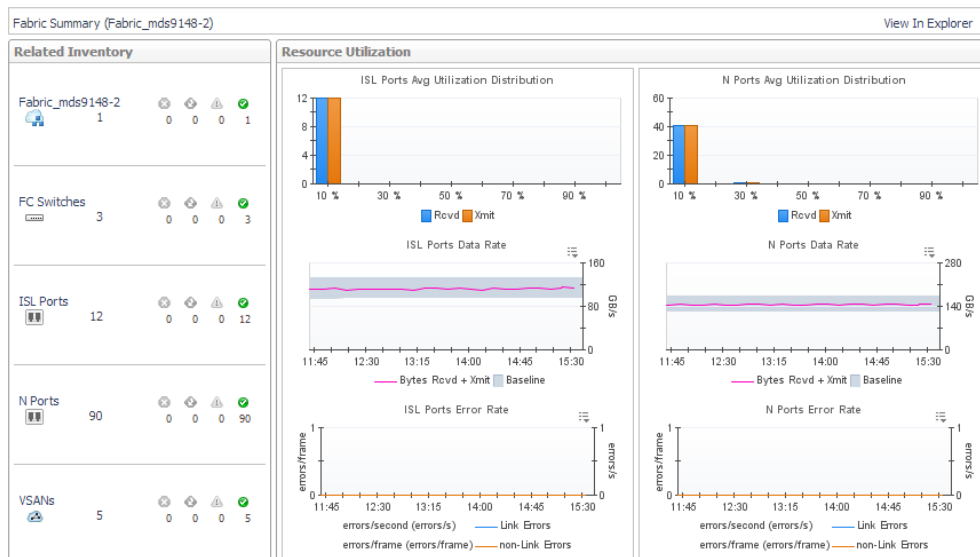 Fabric Summary (Fabric_mds9148-2)
View In Explorer
Related Inventory
Fabric_mds9148-2
1
0 0 0 1
FC Switches
3
0 0 0 3
ISL Ports
12
0 0 0 12
N Ports
90
0 0 0 90
VSANs
5
0 0 0 5
Resource Utilization
ISL Ports Avg Utilization Distribution
12
8
4
0
10 % 30 % 50 % 70 % 90 %
Rcvd Xmit
ISL Ports Data Rate
160
80
0
GB/s
11:45 12:30 13:15 14:00 14:45 15:30
Bytes Rcvd + Xmit Baseline
ISL Ports Error Rate
1 1
errors/frame errors/s
0 0
11:45 12:30 13:15 14:00 14:45 15:30
errors/second (errors/s) Link Errors
errors/frame (errors/frame) non-Link Errors
N Ports Avg Utilization Distribution
60
40
20
0
10 % 30 % 50 % 70 % 90 %
Rcvd Xmit
N Ports Data Rate
280
140
0
GB/s
11:45 12:30 13:15 14:00 14:45 15:30
Bytes Rcvd + Xmit Baseline
N Ports Error Rate
1 1
errors/frame errors/s
0 0
11:45 12:30 13:15 14:00 14:45 15:30
errors/second (errors/s) Link Errors
errors/frame (errors/frame) non-Link Errors